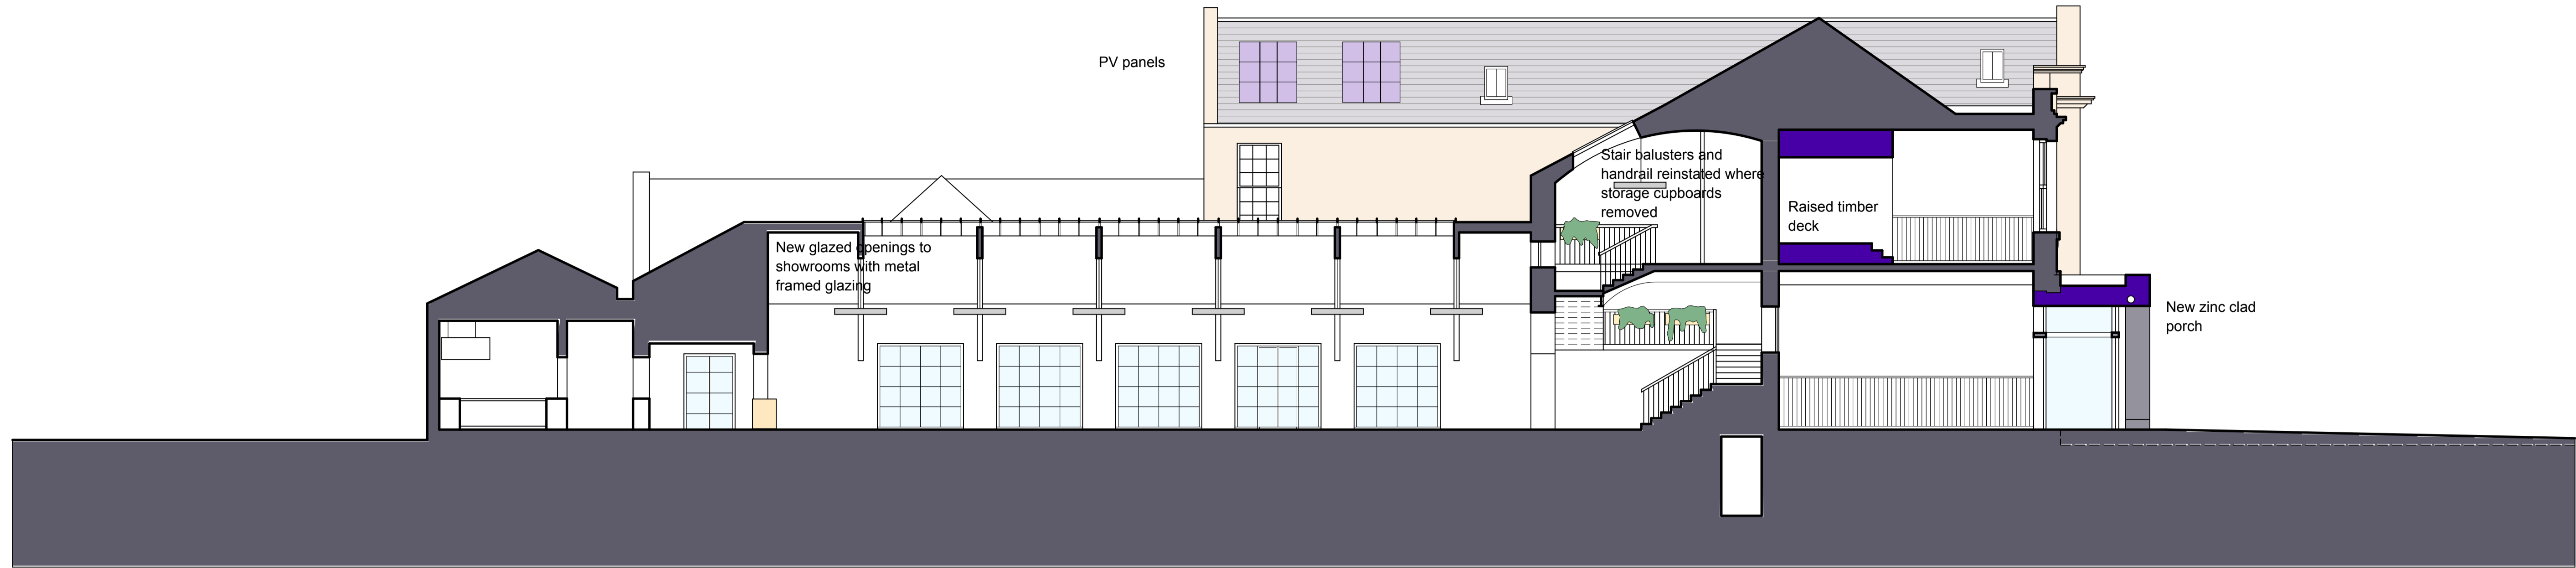 PV panels
Stair balusters and
handrail reinstated where
storage cupboards
removed
Raised timber
deck
New glazed openings to
showrooms with metal
framed glazing
New zinc clad
porch